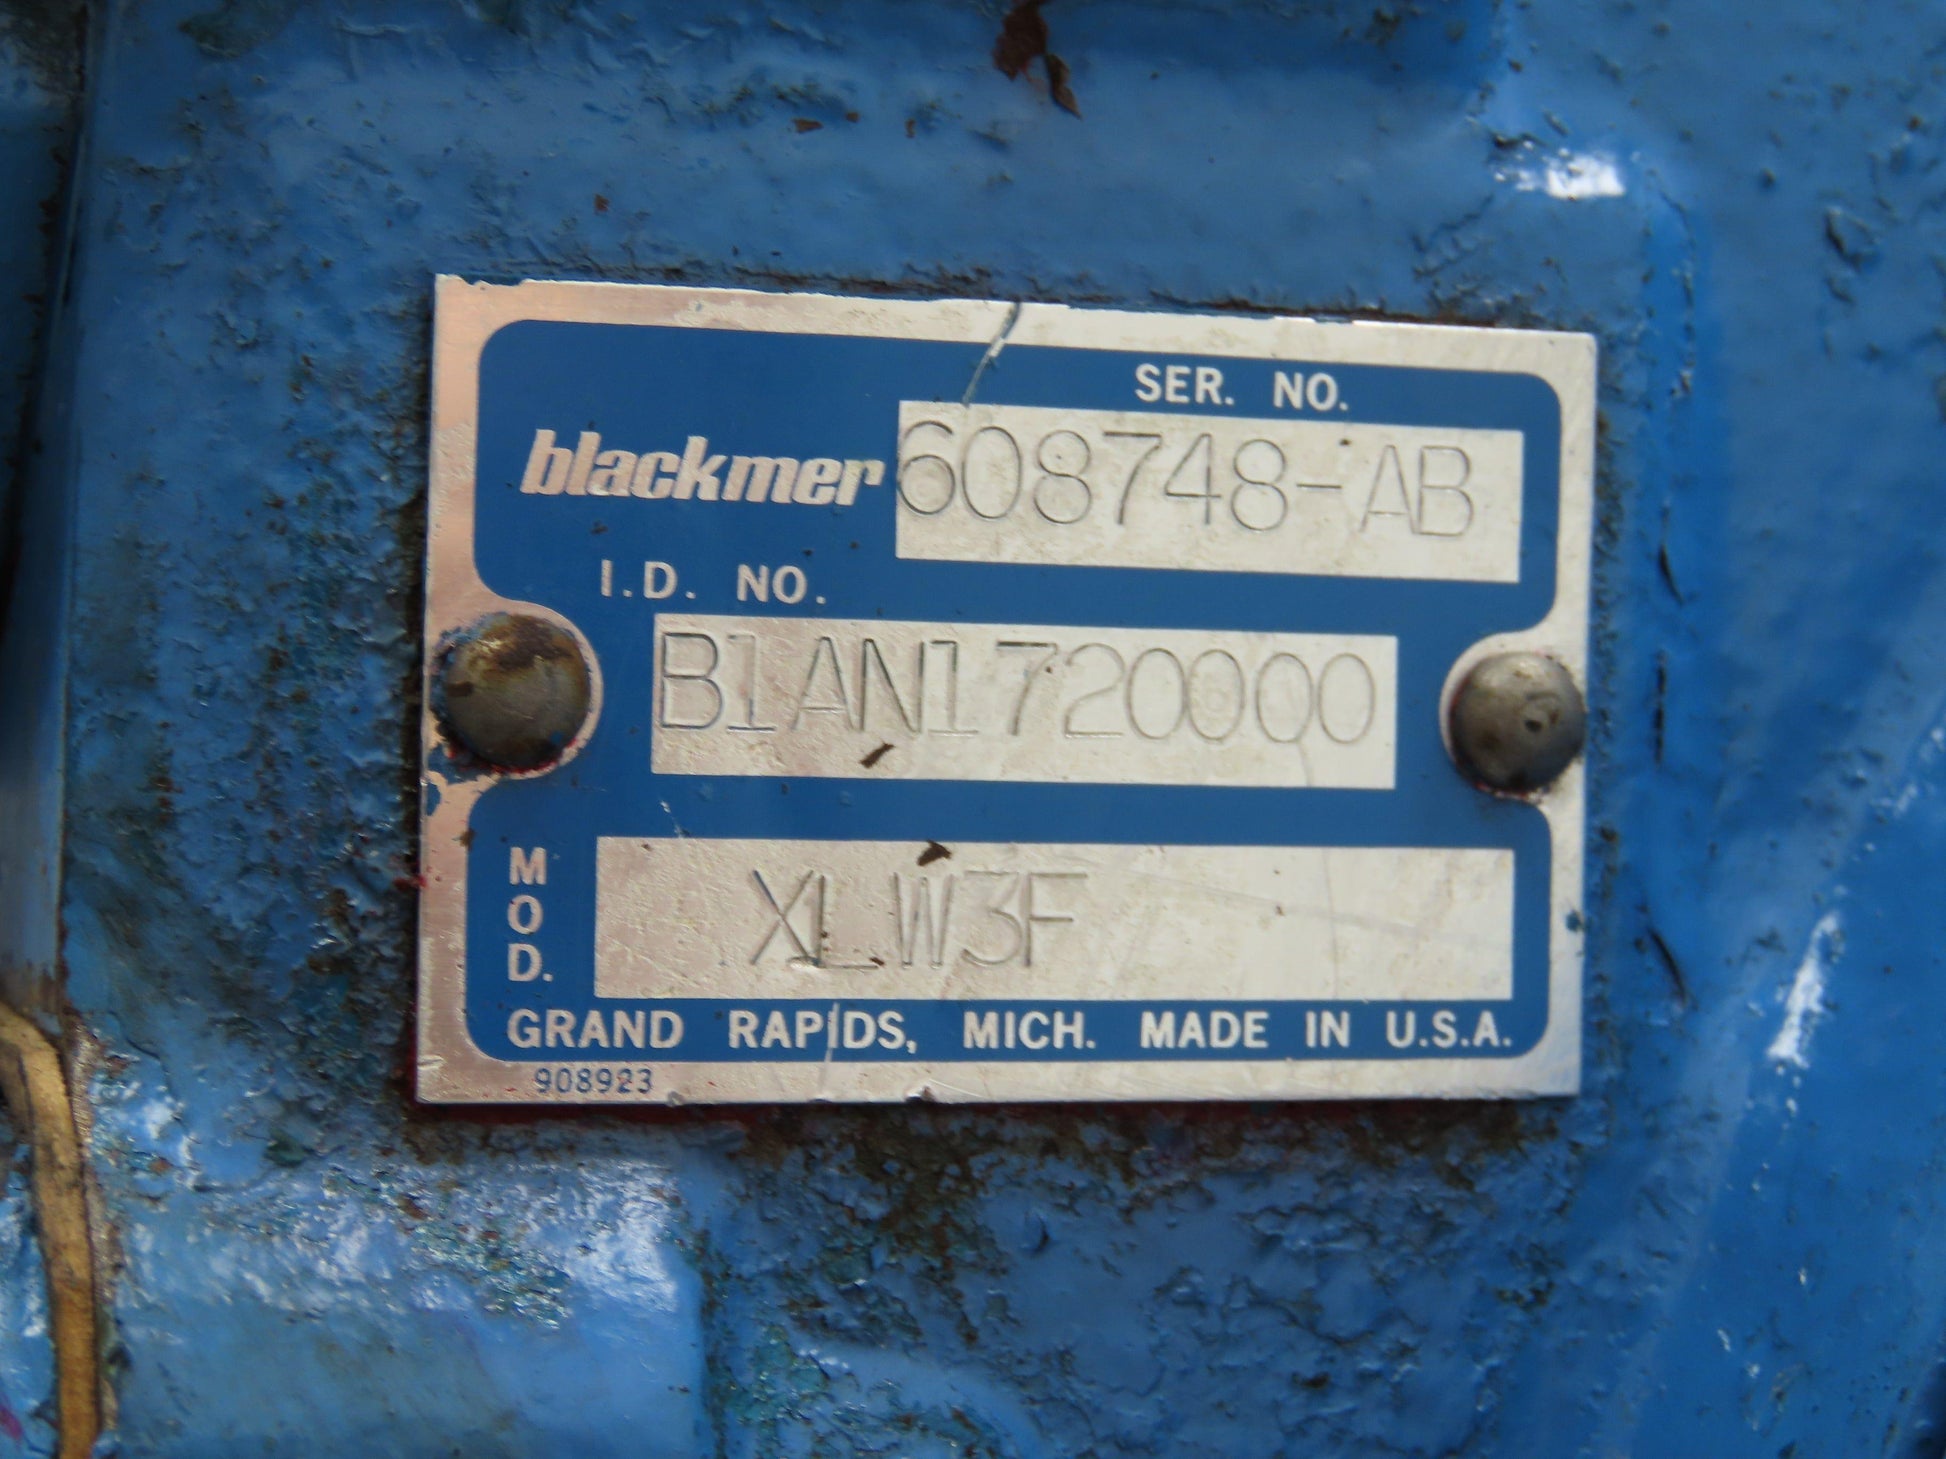 SER. NO.
blackmer 608748-AB
I.D. NO.
B1AN1720000
MOD. XLW3F
GRAND RAPIDS, MICH. MADE IN U.S.A.
908923